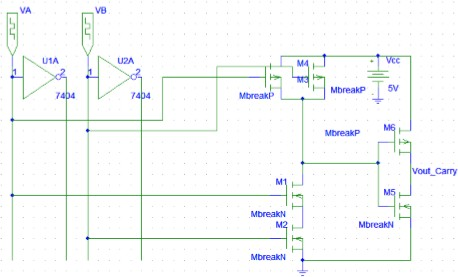 VA
VB
U1A
U2A
1
2
1
2
7404
7404
M4
M3
MbreakP
MbreakP
+
Vcc
-
5V
MbreakP
M6
Vout_Carry
M1
MbreakN
M5
MbreakN
M2
MbreakN